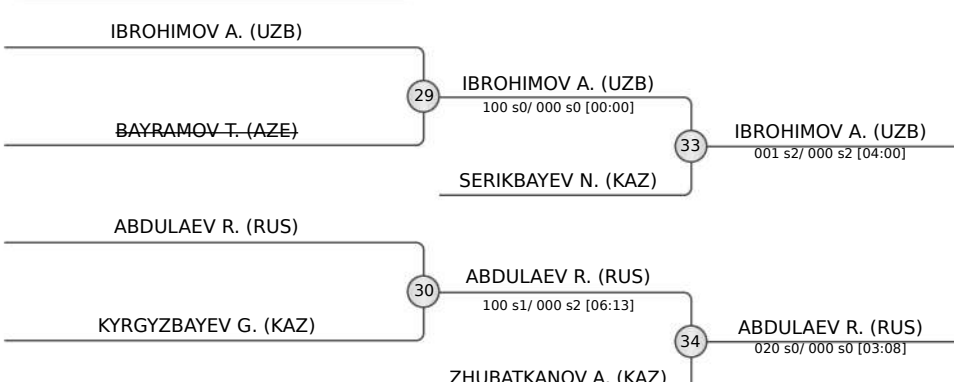 IBROHIMOV A. (UZB)
29
IBROHIMOV A. (UZB)
100 s0/ 000 s0 [00:00]
BAYRAMOV T. (AZE)
33
IBROHIMOV A. (UZB)
001 s2/ 000 s2 [04:00]
SERIKBAYEV N. (KAZ)
ABDULAEV R. (RUS)
30
ABDULAEV R. (RUS)
100 s1/ 000 s2 [06:13]
KYRGYZBAYEV G. (KAZ)
34
ABDULAEV R. (RUS)
020 s0/ 000 s0 [03:08]
ZHUBATKANOV A. (KAZ)